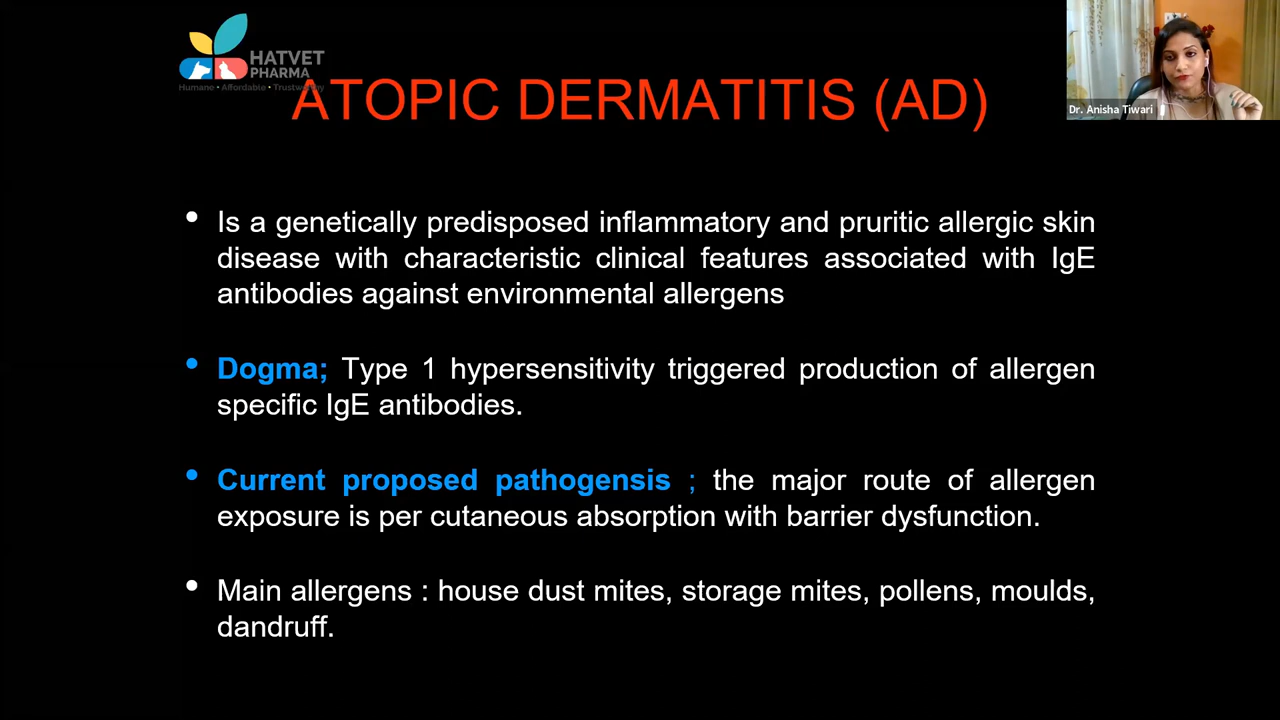 HATVET
PHARMA
Humane • Affordable • Trustworthy
ATOPIC DERMATITIS (AD)
Dr. Anisha Tiwari
• Is a genetically predisposed inflammatory and pruritic allergic skin
disease with characteristic clinical features associated with IgE
antibodies against environmental allergens
• Dogma; Type 1 hypersensitivity triggered production of allergen
specific IgE antibodies.
• Current proposed pathogensis ; the major route of allergen
exposure is per cutaneous absorption with barrier dysfunction.
• Main allergens : house dust mites, storage mites, pollens, moulds,
dandruff.